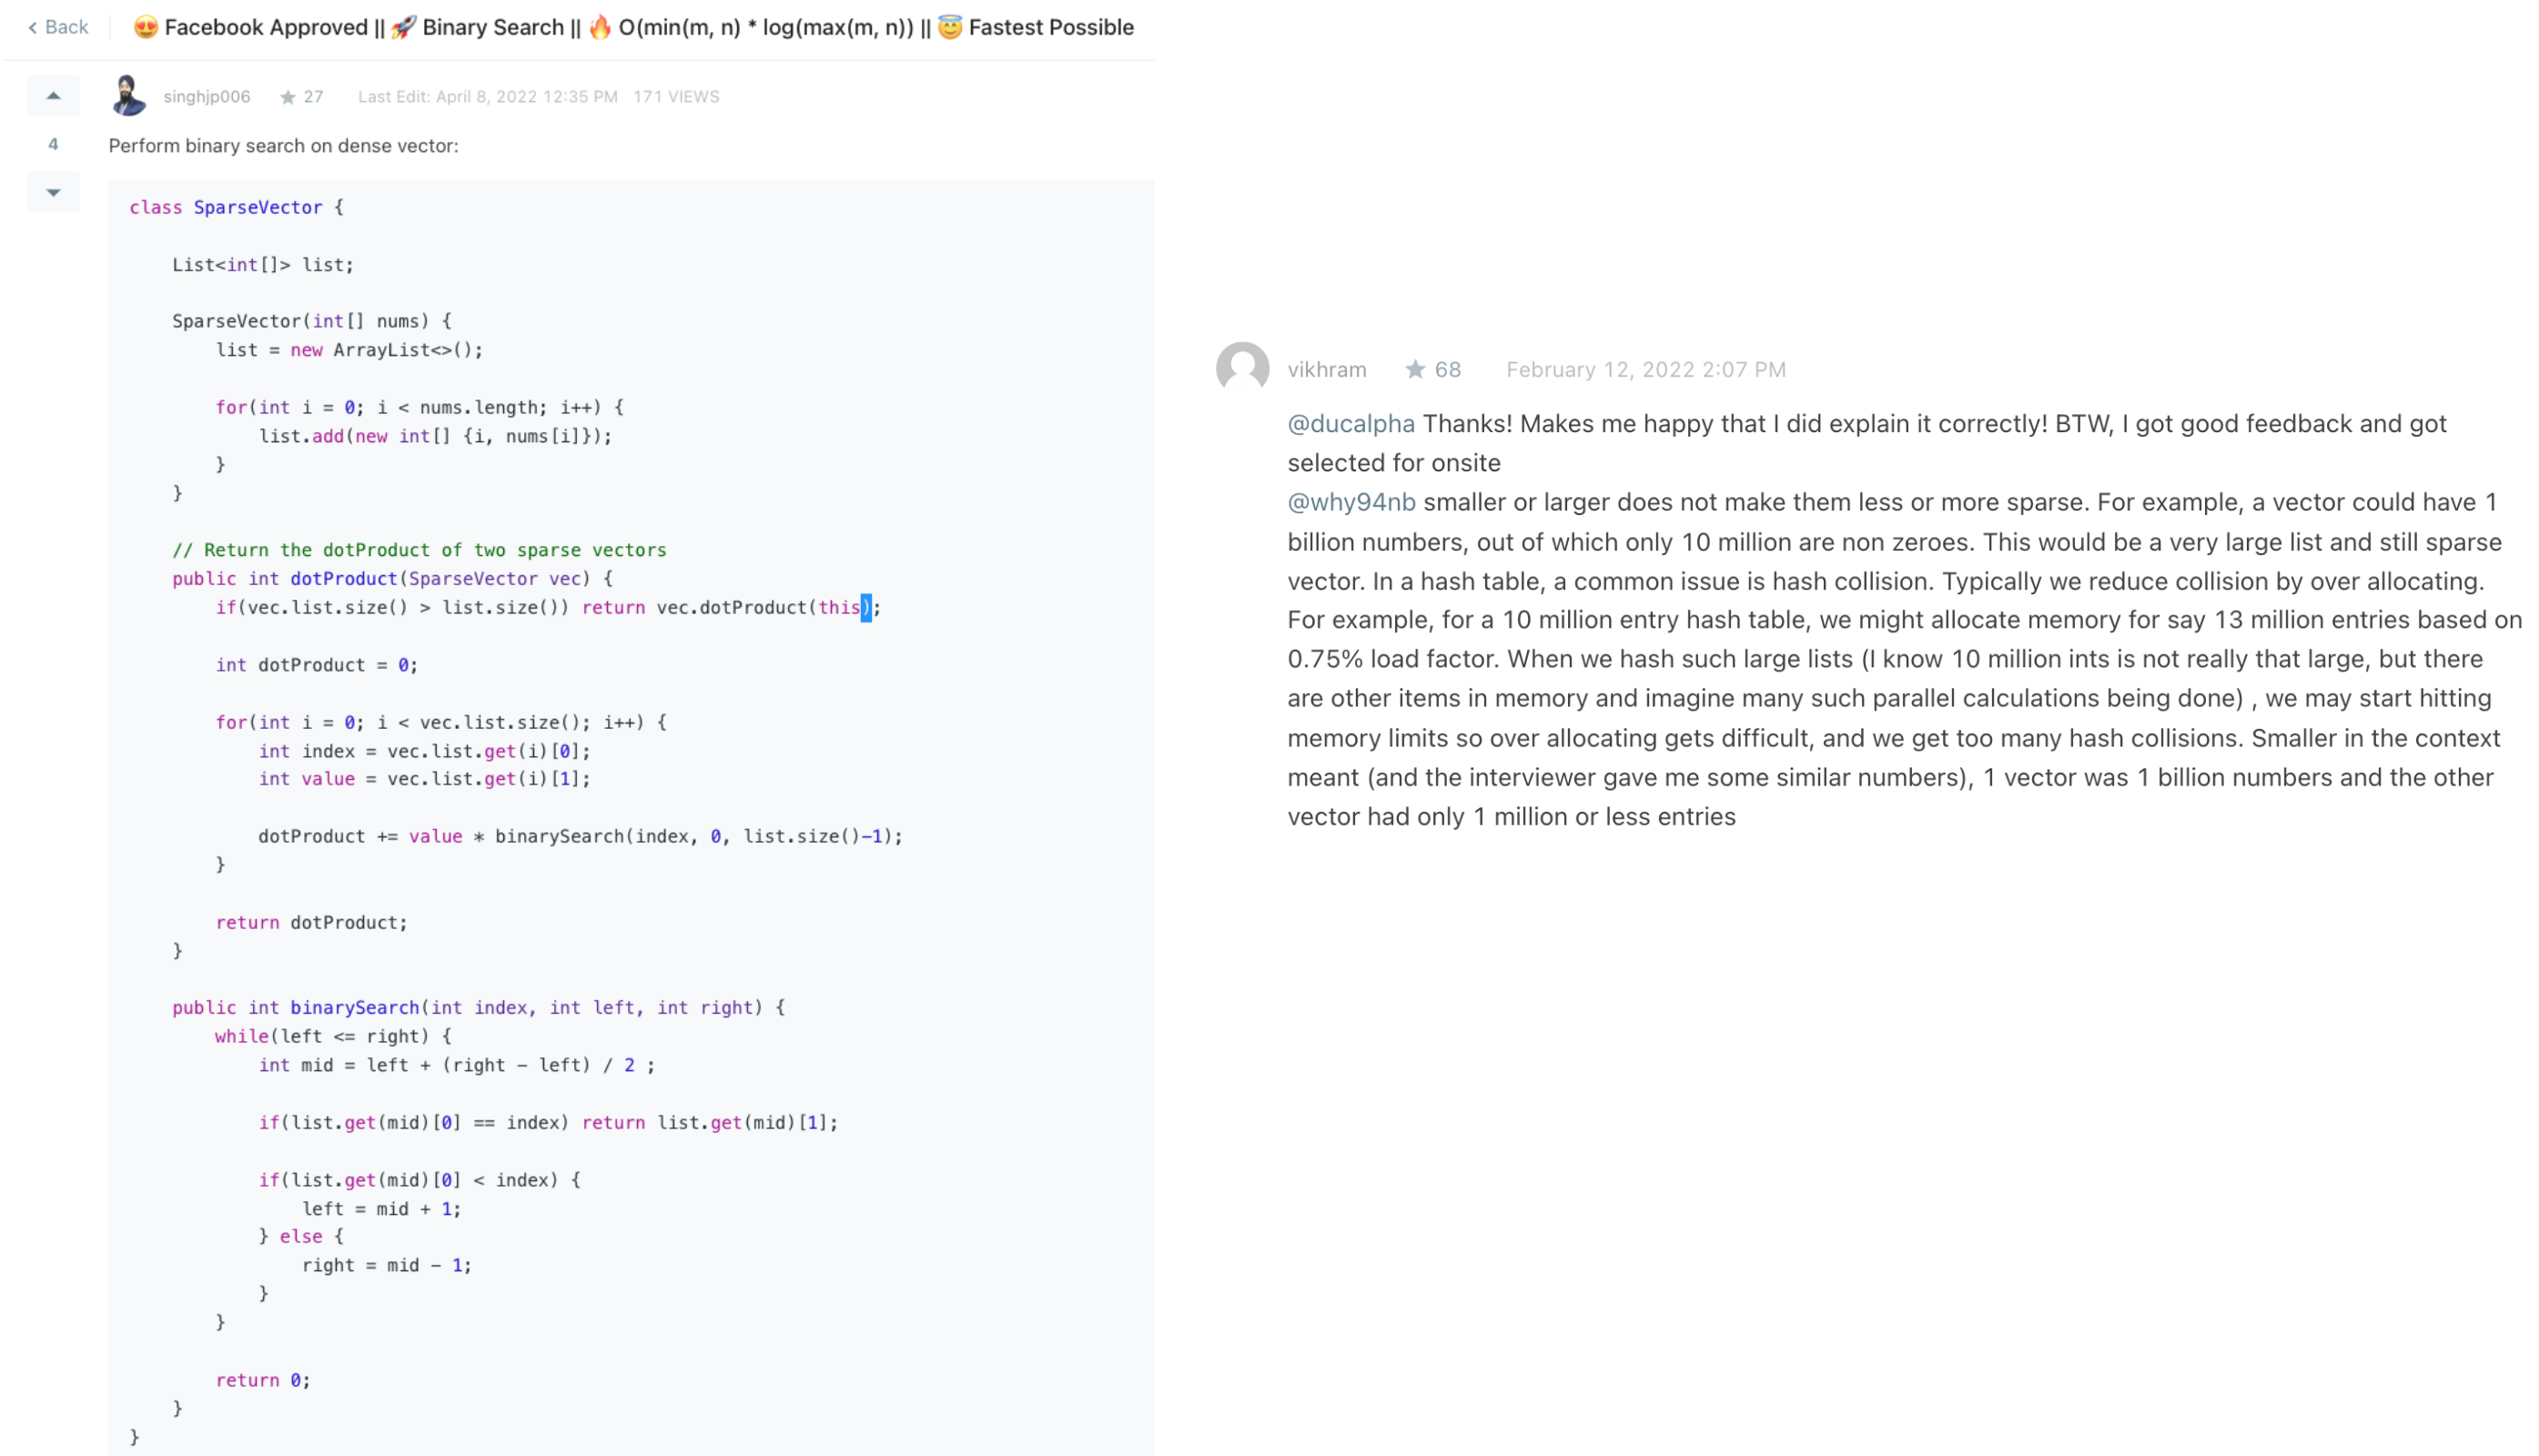 Back
😍 Facebook Approved || 🚀 Binary Search || 🔥 O(min(m, n) * log(max(m, n)) || 😇 Fastest Possible
singhjp006 ★ 27 Last Edit: April 8, 2022 12:35 PM 171 VIEWS
4
Perform binary search on dense vector:
class SparseVector {
    List<int[]> list;
    SparseVector(int[] nums) {
        list = new ArrayList<>();
        for(int i = 0; i < nums.length; i++) {
            list.add(new int[] {i, nums[i]});
        }
    }
    // Return the dotProduct of two sparse vectors
    public int dotProduct(SparseVector vec) {
        if(vec.list.size() > list.size()) return vec.dotProduct(this);
        int dotProduct = 0;
        for(int i = 0; i < vec.list.size(); i++) {
            int index = vec.list.get(i)[0];
            int value = vec.list.get(i)[1];
            dotProduct += value * binarySearch(index, 0, list.size()-1);
        }
        return dotProduct;
    }
    public int binarySearch(int index, int left, int right) {
        while(left <= right) {
            int mid = left + (right - left) / 2 ;
            if(list.get(mid)[0] == index) return list.get(mid)[1];
            if(list.get(mid)[0] < index) {
                left = mid + 1;
            } else {
                right = mid - 1;
            }
        }
        return 0;
    }
}
vikhram ★ 68 February 12, 2022 2:07 PM
@ducalpha Thanks! Makes me happy that I did explain it correctly! BTW, I got good feedback and got
selected for onsite
@why94nb smaller or larger does not make them less or more sparse. For example, a vector could have 1
billion numbers, out of which only 10 million are non zeroes. This would be a very large list and still sparse
vector. In a hash table, a common issue is hash collision. Typically we reduce collision by over allocating.
For example, for a 10 million entry hash table, we might allocate memory for say 13 million entries based on
0.75% load factor. When we hash such large lists (I know 10 million ints is not really that large, but there
are other items in memory and imagine many such parallel calculations being done) , we may start hitting
memory limits so over allocating gets difficult, and we get too many hash collisions. Smaller in the context
meant (and the interviewer gave me some similar numbers), 1 vector was 1 billion numbers and the other
vector had only 1 million or less entries